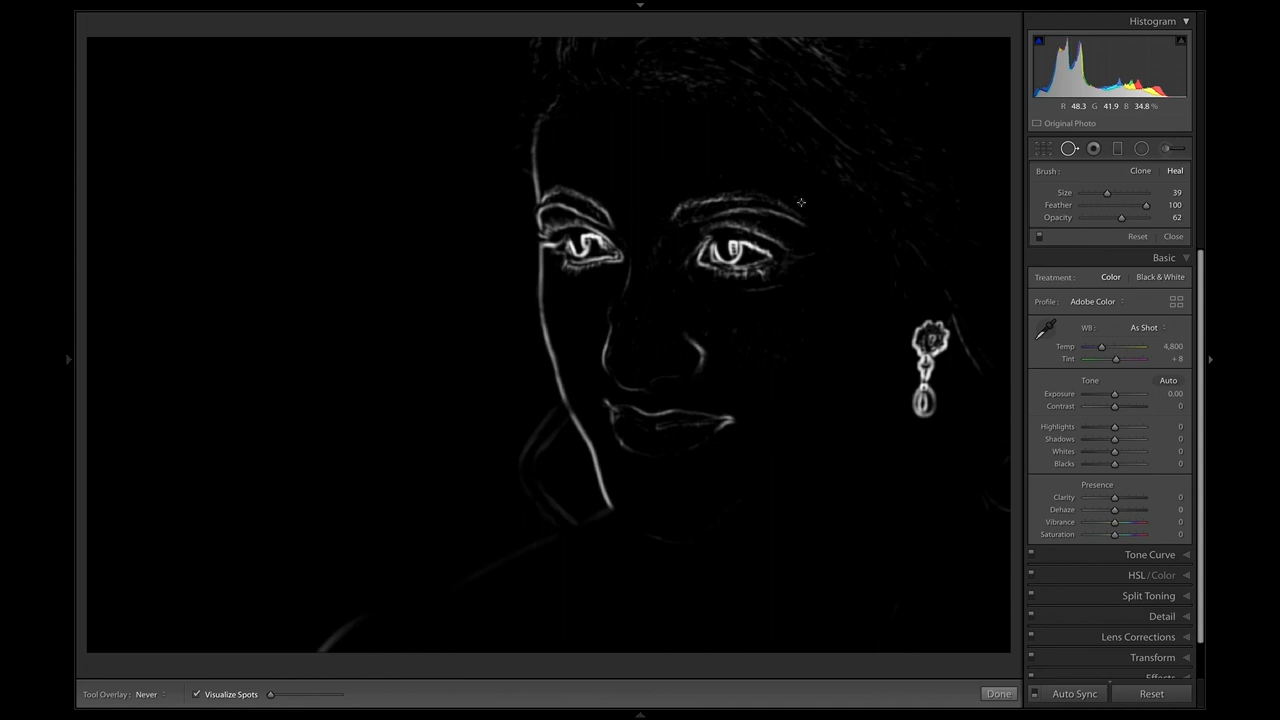 Histogram
R 48.3 G 41.9 B 34.8 %
Original Photo
Brush : Clone Heal
Size 39
Feather 100
Opacity 62
Reset Close
Basic
Treatment : Color Black & White
Profile : Adobe Color
WB : As Shot
Temp 4,800
Tint + 8
Tone Auto
Exposure 0.00
Contrast 0
Highlights 0
Shadows 0
Whites 0
Blacks 0
Presence
Clarity 0
Dehaze 0
Vibrance 0
Saturation 0
Tone Curve
HSL / Color
Split Toning
Detail
Lens Corrections
Transform
Effects
Tool Overlay : Never Visualize Spots Done Auto Sync Reset